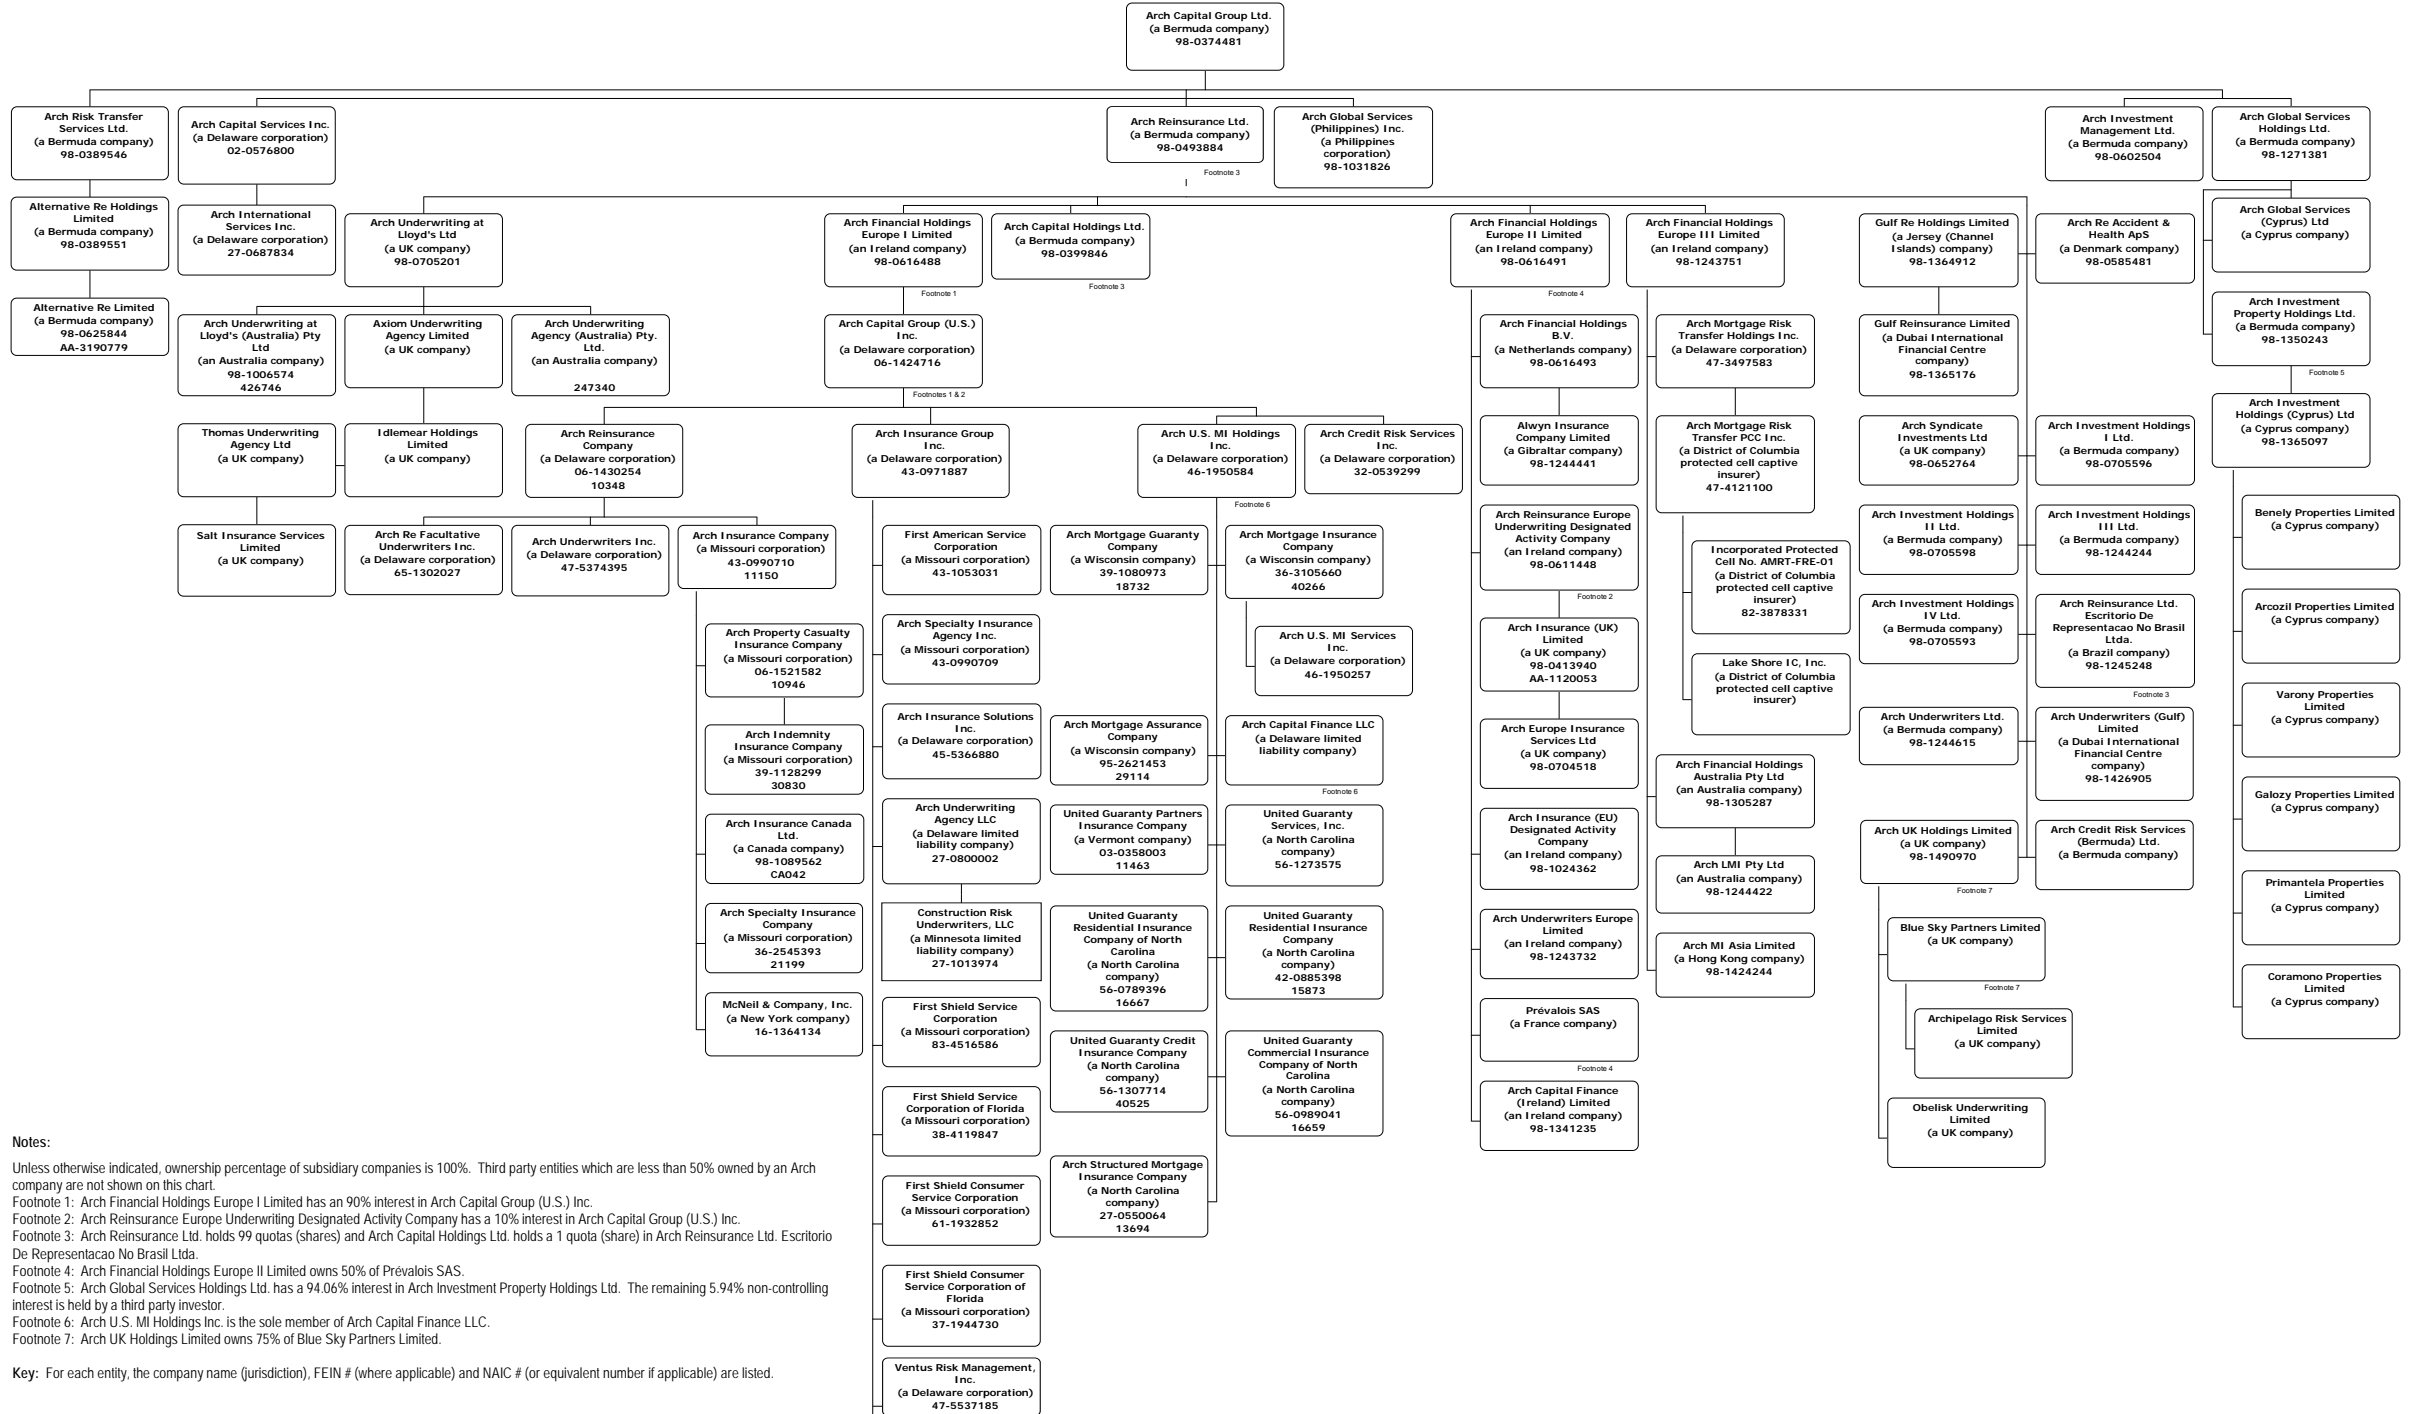 Arch Capital Group Ltd.
(a Bermuda company)
98-0374481
Arch Risk Transfer
Services Ltd.
(a Bermuda company)
98-0389546
Arch Capital Services Inc.
(a Delaware corporation)
02-0576800
Arch Reinsurance Ltd.
(a Bermuda company)
98-0493884
Footnote 3
Arch Global Services
(Philippines) Inc.
(a Philippines
corporation)
98-1031826
Arch Investment
Management Ltd.
(a Bermuda company)
98-0602504
Arch Global Services
Holdings Ltd.
(a Bermuda company)
98-1271381
Alternative Re Holdings
Limited
(a Bermuda company)
98-0389551
Arch International
Services Inc.
(a Delaware corporation)
27-0687834
Arch Underwriting at
Lloyd's Ltd
(a UK company)
98-0705201
Arch Financial Holdings
Europe I Limited
(an Ireland company)
98-0616488
Footnote 1
Arch Capital Holdings Ltd.
(a Bermuda company)
98-0399846
Footnote 3
Arch Financial Holdings
Europe II Limited
(an Ireland company)
98-0616491
Footnote 4
Arch Financial Holdings
Europe III Limited
(an Ireland company)
98-1243751
Gulf Re Holdings Limited
(a Jersey (Channel
Islands) company)
98-1364912
Arch Re Accident &
Health ApS
(a Denmark company)
98-0585481
Arch Global Services
(Cyprus) Ltd
(a Cyprus company)
Arch Investment
Property Holdings Ltd.
(a Bermuda company)
98-1350243
Footnote 5
Alternative Re Limited
(a Bermuda company)
98-0625844
AA-3190779
Arch Underwriting at
Lloyd's (Australia) Pty
Ltd
(an Australia company)
98-1006574
426746
Axiom Underwriting
Agency Limited
(a UK company)
Arch Underwriting
Agency (Australia) Pty.
Ltd.
(an Australia company)
247340
Arch Capital Group (U.S.)
Inc.
(a Delaware corporation)
06-1424716
Footnotes 1 & 2
Arch Financial Holdings
B.V.
(a Netherlands company)
98-0616493
Arch Mortgage Risk
Transfer Holdings Inc.
(a Delaware corporation)
47-3497583
Gulf Reinsurance Limited
(a Dubai International
Financial Centre
company)
98-1365176
Arch Investment
Holdings (Cyprus) Ltd
(a Cyprus company)
98-1365097
Thomas Underwriting
Agency Ltd
(a UK company)
Idlemear Holdings
Limited
(a UK company)
Arch Reinsurance
Company
(a Delaware corporation)
06-1430254
10348
Arch Insurance Group
Inc.
(a Delaware corporation)
43-0971887
Arch U.S. MI Holdings
Inc.
(a Delaware corporation)
46-1950584
Footnote 6
Arch Credit Risk Services
Inc.
(a Delaware corporation)
32-0539299
Alwyn Insurance
Company Limited
(a Gibraltar company)
98-1244441
Arch Mortgage Risk
Transfer PCC Inc.
(a District of Columbia
protected cell captive
insurer)
47-4121100
Arch Syndicate
Investments Ltd
(a UK company)
98-0652764
Arch Investment Holdings
I Ltd.
(a Bermuda company)
98-0705596
Salt Insurance Services
Limited
(a UK company)
Arch Re Facultative
Underwriters Inc.
(a Delaware corporation)
65-1302027
Arch Underwriters Inc.
(a Delaware corporation)
47-5374395
Arch Insurance Company
(a Missouri corporation)
43-0990710
11150
First American Service
Corporation
(a Missouri corporation)
43-1053031
Arch Mortgage Guaranty
Company
(a Wisconsin company)
39-1080973
18732
Arch Mortgage Insurance
Company
(a Wisconsin company)
36-3105660
40266
Arch Reinsurance Europe
Underwriting Designated
Activity Company
(an Ireland company)
98-0611448
Footnote 2
Incorporated Protected
Cell No. AMRT-FRE-01
(a District of Columbia
protected cell captive
insurer)
82-3878331
Arch Investment Holdings
II Ltd.
(a Bermuda company)
98-0705598
Arch Investment Holdings
III Ltd.
(a Bermuda company)
98-1244244
Benely Properties Limited
(a Cyprus company)
Arch Property Casualty
Insurance Company
(a Missouri corporation)
06-1521582
10946
Arch Specialty Insurance
Agency Inc.
(a Missouri corporation)
43-0990709
Arch U.S. MI Services
Inc.
(a Delaware corporation)
46-1950257
Arch Insurance (UK)
Limited
(a UK company)
98-0413940
AA-1120053
Lake Shore IC, Inc.
(a District of Columbia
protected cell captive
insurer)
Arch Investment Holdings
IV Ltd.
(a Bermuda company)
98-0705593
Arch Reinsurance Ltd.
Escritorio De
Representacao No Brasil
Ltda.
(a Brazil company)
98-1245248
Footnote 3
Arcozil Properties Limited
(a Cyprus company)
Arch Indemnity
Insurance Company
(a Missouri corporation)
39-1128299
30830
Arch Insurance Solutions
Inc.
(a Delaware corporation)
45-5366880
Arch Mortgage Assurance
Company
(a Wisconsin company)
95-2621453
29114
Arch Capital Finance LLC
(a Delaware limited
liability company)
Footnote 6
Arch Europe Insurance
Services Ltd
(a UK company)
98-0704518
Arch Financial Holdings
Australia Pty Ltd
(an Australia company)
98-1305287
Arch Underwriters Ltd.
(a Bermuda company)
98-1244615
Arch Underwriters (Gulf)
Limited
(a Dubai International
Financial Centre
company)
98-1426905
Varony Properties
Limited
(a Cyprus company)
Arch Insurance Canada
Ltd.
(a Canada company)
98-1089562
CA042
Arch Underwriting
Agency LLC
(a Delaware limited
liability company)
27-0800002
United Guaranty Partners
Insurance Company
(a Vermont company)
03-0358003
11463
United Guaranty
Services, Inc.
(a North Carolina
company)
56-1273575
Arch Insurance (EU)
Designated Activity
Company
(an Ireland company)
98-1024362
Arch LMI Pty Ltd
(an Australia company)
98-1244422
Arch UK Holdings Limited
(a UK company)
98-1490970
Footnote 7
Arch Credit Risk Services
(Bermuda) Ltd.
(a Bermuda company)
Galozy Properties Limited
(a Cyprus company)
Arch Specialty Insurance
Company
(a Missouri corporation)
36-2545393
21199
Construction Risk
Underwriters, LLC
(a Minnesota limited
liability company)
27-1013974
United Guaranty
Residential Insurance
Company of North
Carolina
(a North Carolina
company)
56-0789396
16667
United Guaranty
Residential Insurance
Company
(a North Carolina
company)
42-0885398
15873
Arch Underwriters Europe
Limited
(an Ireland company)
98-1243732
Arch MI Asia Limited
(a Hong Kong company)
98-1424244
Blue Sky Partners Limited
(a UK company)
Footnote 7
Primantela Properties
Limited
(a Cyprus company)
McNeil & Company, Inc.
(a New York company)
16-1364134
First Shield Service
Corporation
(a Missouri corporation)
83-4516586
United Guaranty Credit
Insurance Company
(a North Carolina
company)
56-1307714
40525
United Guaranty
Commercial Insurance
Company of North
Carolina
(a North Carolina
company)
56-0989041
16659
Prévalois SAS
(a France company)
Footnote 4
Archipelago Risk Services
Limited
(a UK company)
Coramono Properties
Limited
(a Cyprus company)
First Shield Service
Corporation of Florida
(a Missouri corporation)
38-4119847
Arch Capital Finance
(Ireland) Limited
(an Ireland company)
98-1341235
Obelisk Underwriting
Limited
(a UK company)
First Shield Consumer
Service Corporation
(a Missouri corporation)
61-1932852
Arch Structured Mortgage
Insurance Company
(a North Carolina
company)
27-0550064
13694
First Shield Consumer
Service Corporation of
Florida
(a Missouri corporation)
37-1944730
Ventus Risk Management,
Inc.
(a Delaware corporation)
47-5537185
Notes:
Unless otherwise indicated, ownership percentage of subsidiary companies is 100%. Third party entities which are less than 50% owned by an Arch
company are not shown on this chart.
Footnote 1: Arch Financial Holdings Europe I Limited has an 90% interest in Arch Capital Group (U.S.) Inc.
Footnote 2: Arch Reinsurance Europe Underwriting Designated Activity Company has a 10% interest in Arch Capital Group (U.S.) Inc.
Footnote 3: Arch Reinsurance Ltd. holds 99 quotas (shares) and Arch Capital Holdings Ltd. holds a 1 quota (share) in Arch Reinsurance Ltd. Escritorio
De Representacao No Brasil Ltda.
Footnote 4: Arch Financial Holdings Europe II Limited owns 50% of Prévalois SAS.
Footnote 5: Arch Global Services Holdings Ltd. has a 94.06% interest in Arch Investment Property Holdings Ltd. The remaining 5.94% non-controlling
interest is held by a third party investor.
Footnote 6: Arch U.S. MI Holdings Inc. is the sole member of Arch Capital Finance LLC.
Footnote 7: Arch UK Holdings Limited owns 75% of Blue Sky Partners Limited.
Key: For each entity, the company name (jurisdiction), FEIN # (where applicable) and NAIC # (or equivalent number if applicable) are listed.